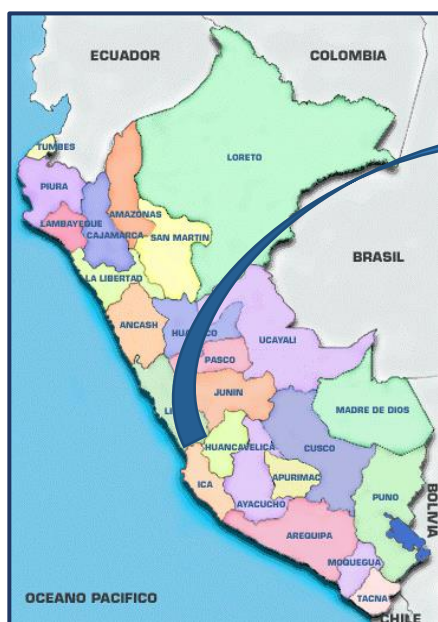 ECUADOR
COLOMBIA
TUMBES
LORETO
PIURA
AMAZONAS
LAMBAYEQUE
CAJAMARCA
SAN MARTIN
BRASIL
LA LIBERTAD
ANCASH
UCAYALI
PASCO
JUNIN
MADRE DE DIOS
HUANCAVELICA
CUSCO
ICA
APURIMAC
PUNO
BOLIVIA
AYACUCHO
AREQUIPA
MOQUEGUA
OCEANO PACIFICO
TACNA
CHILE